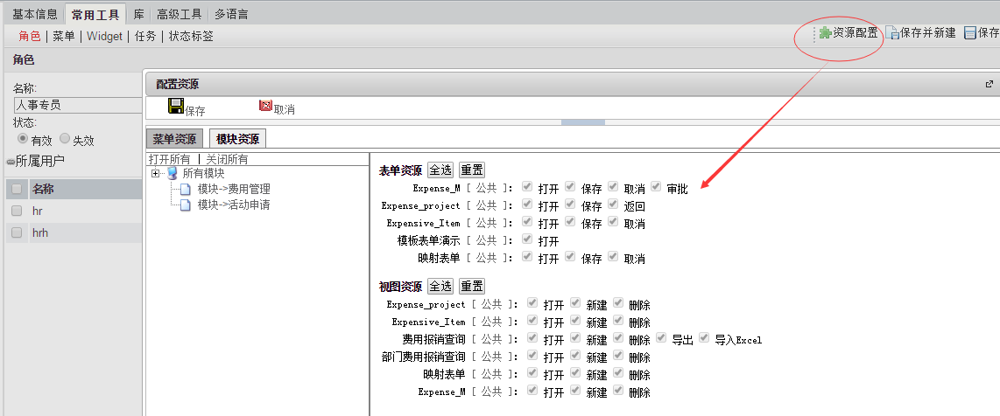 基本信息 常用工具 库 高级工具 多语言
角色 | 菜单 | Widget | 任务 | 状态标签
资源配置 保存并新建 保存
角色
配置资源
名称:
人事专员
保存 取消
状态:
有效 失效
菜单资源 模块资源
所属用户
打开所有 | 关闭所有
所有模块
模块->费用管理
模块->活动申请
名称
hr
hrh
表单资源 全选 重置
Expense_M [ 公共 ]: 打开 保存 取消 审批
Expense_project [ 公共 ]: 打开 保存 返回
Expensive_Item [ 公共 ]: 打开 保存 取消
模板表单演示 [ 公共 ]: 打开
映射表单 [ 公共 ]: 打开 保存 取消
视图资源 全选 重置
Expense_project [ 公共 ]: 打开 新建 删除
Expensive_Item [ 公共 ]: 打开 新建 删除
费用报销查询 [ 公共 ]: 打开 新建 删除 导出 导入Excel
部门费用报销查询 [ 公共 ]: 打开 新建 删除
映射表单 [ 公共 ]: 打开 新建 删除
Expense_M [ 公共 ]: 打开 新建 删除